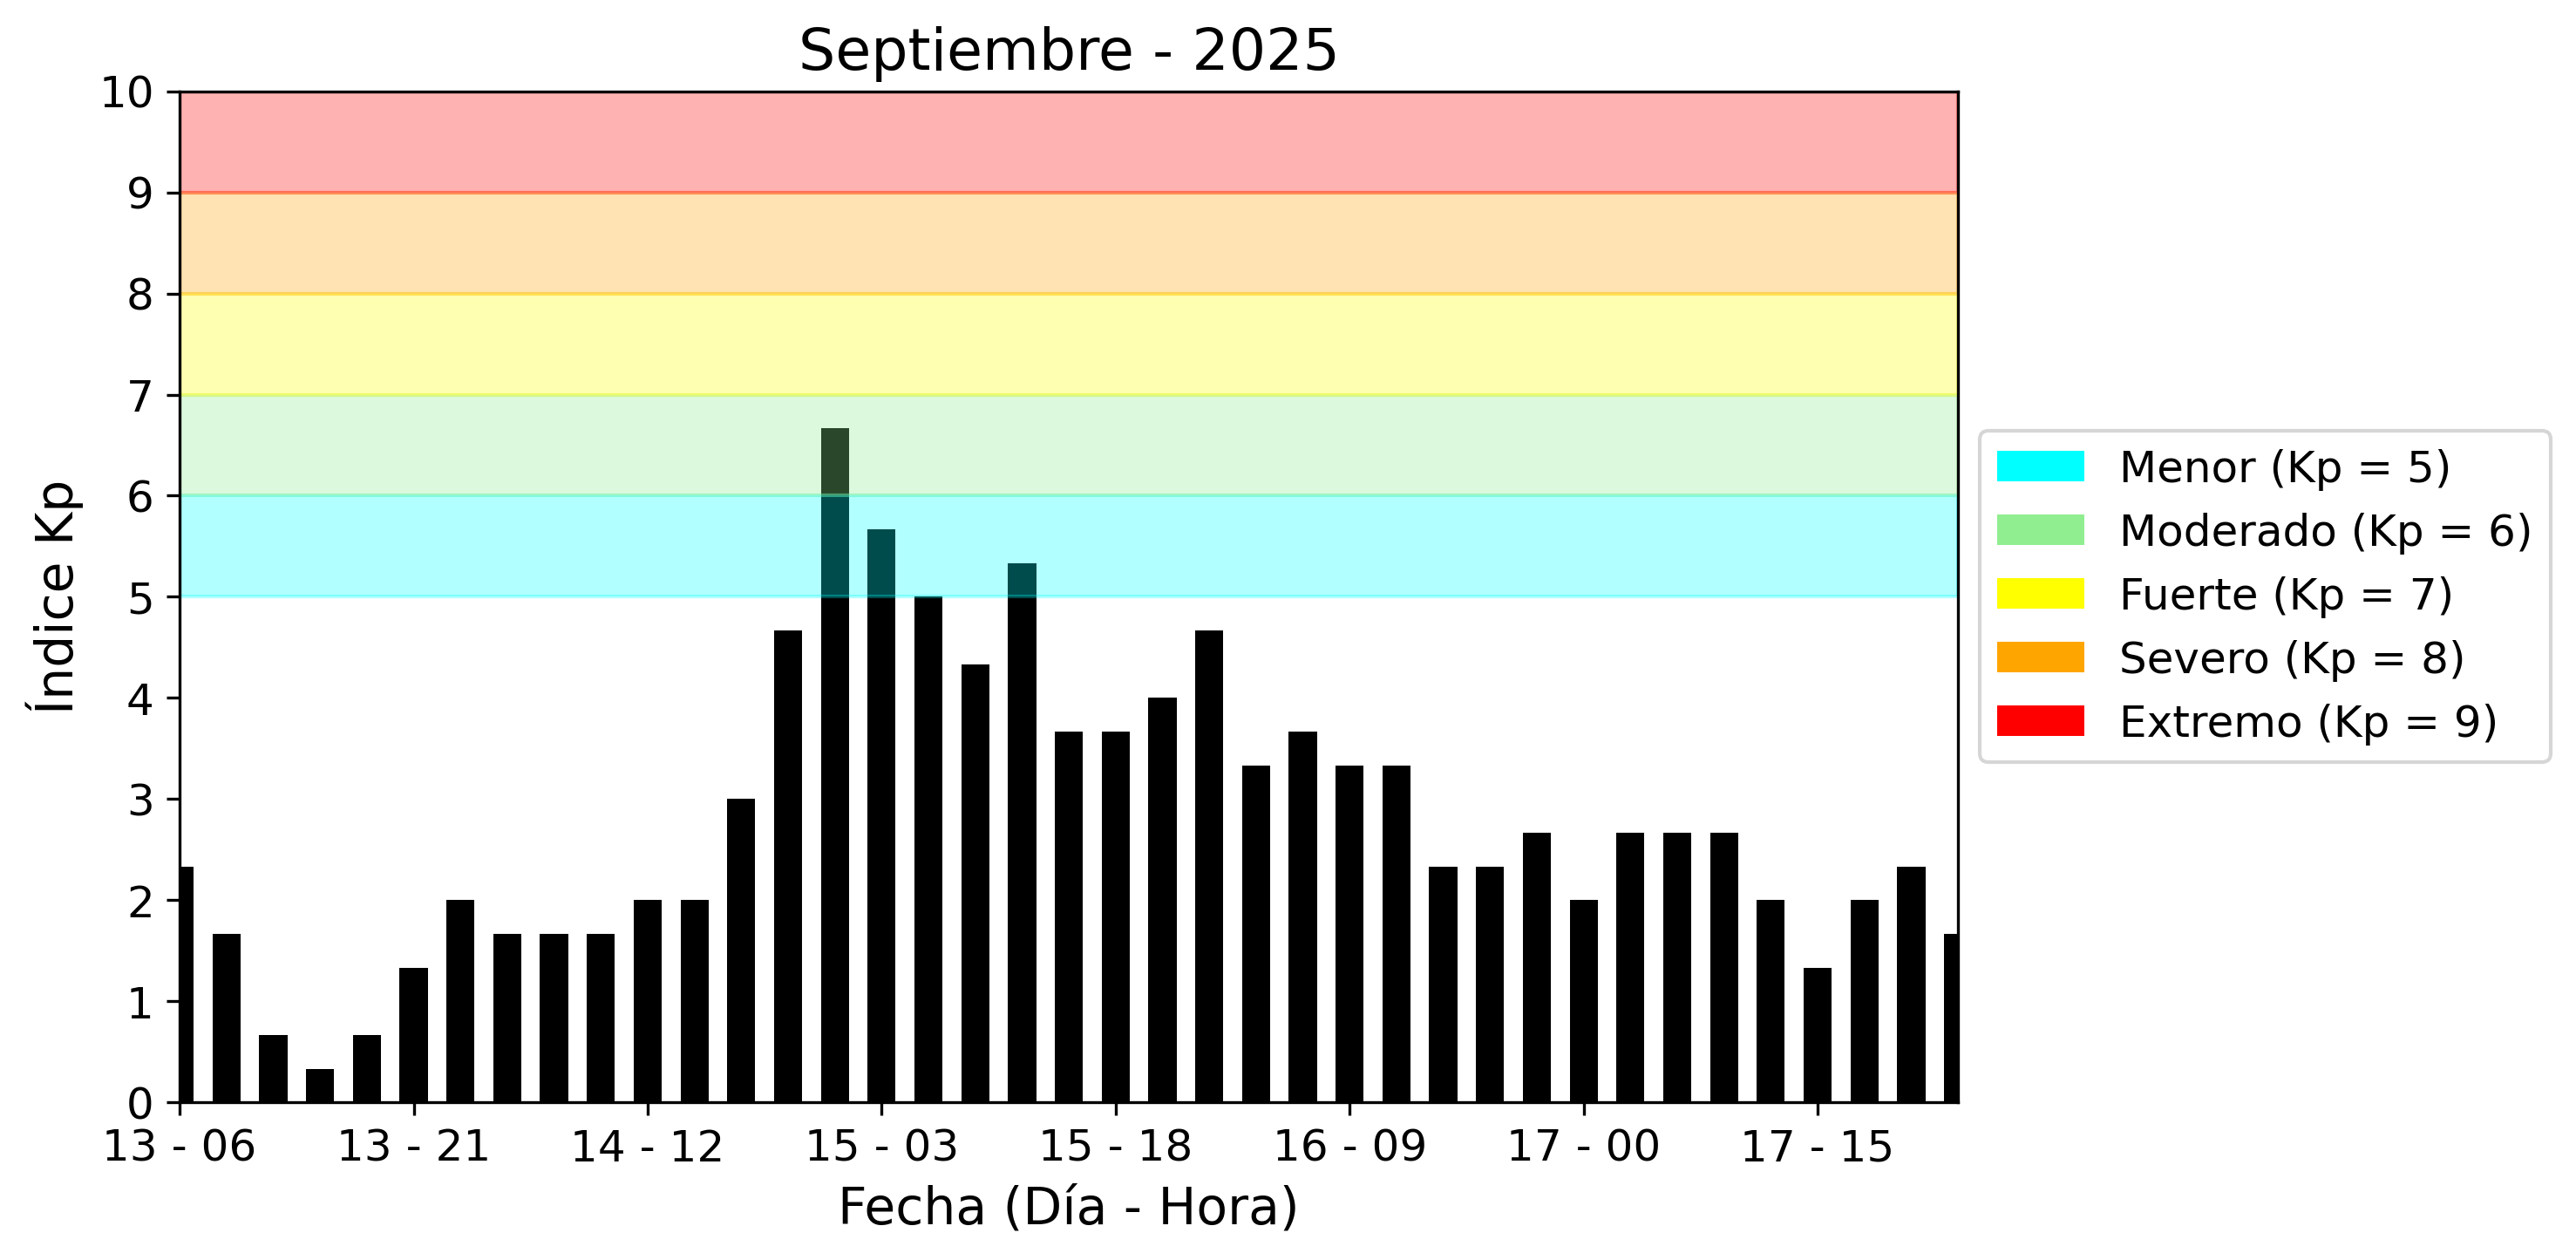 Septiembre - 2025
10
9
8
7
6
5
4
3
2
1
0
Índice Kp
13 - 06
13 - 21
14 - 12
15 - 03
15 - 18
16 - 09
17 - 00
17 - 15
Fecha (Día - Hora)
Menor (Kp = 5)
Moderado (Kp = 6)
Fuerte (Kp = 7)
Severo (Kp = 8)
Extremo (Kp = 9)